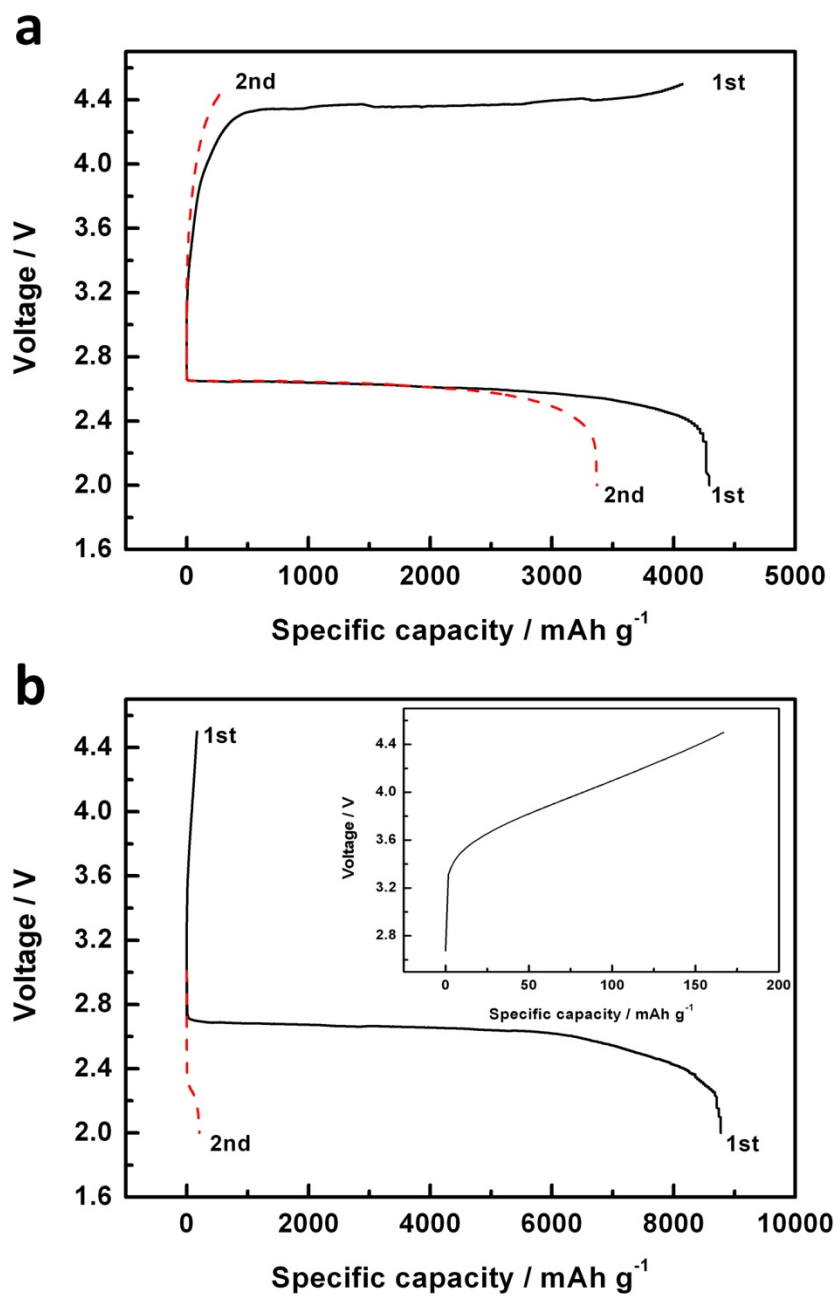 a
2nd
1st
4.4
4.0
3.6
3.2
2.8
2.4
2.0
1.6
Voltage / V
2nd
1st
0
1000
2000
3000
4000
5000
Specific capacity / mAh g⁻¹
b
1st
4.4
4.0
3.6
3.2
2.8
2.4
2.0
1.6
Voltage / V
4.4
4.0
3.6
3.2
2.8
Voltage / V
0
50
100
150
200
Specific capacity / mAh g⁻¹
2nd
1st
0
2000
4000
6000
8000
10000
Specific capacity / mAh g⁻¹